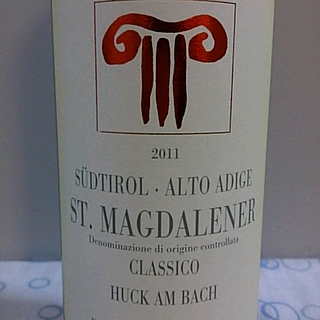 2011
SÜDTIROL · ALTO ADIGE
ST. MAGDALENER
Denominazione di origine controllata
CLASSICO
HUCK AM BACH